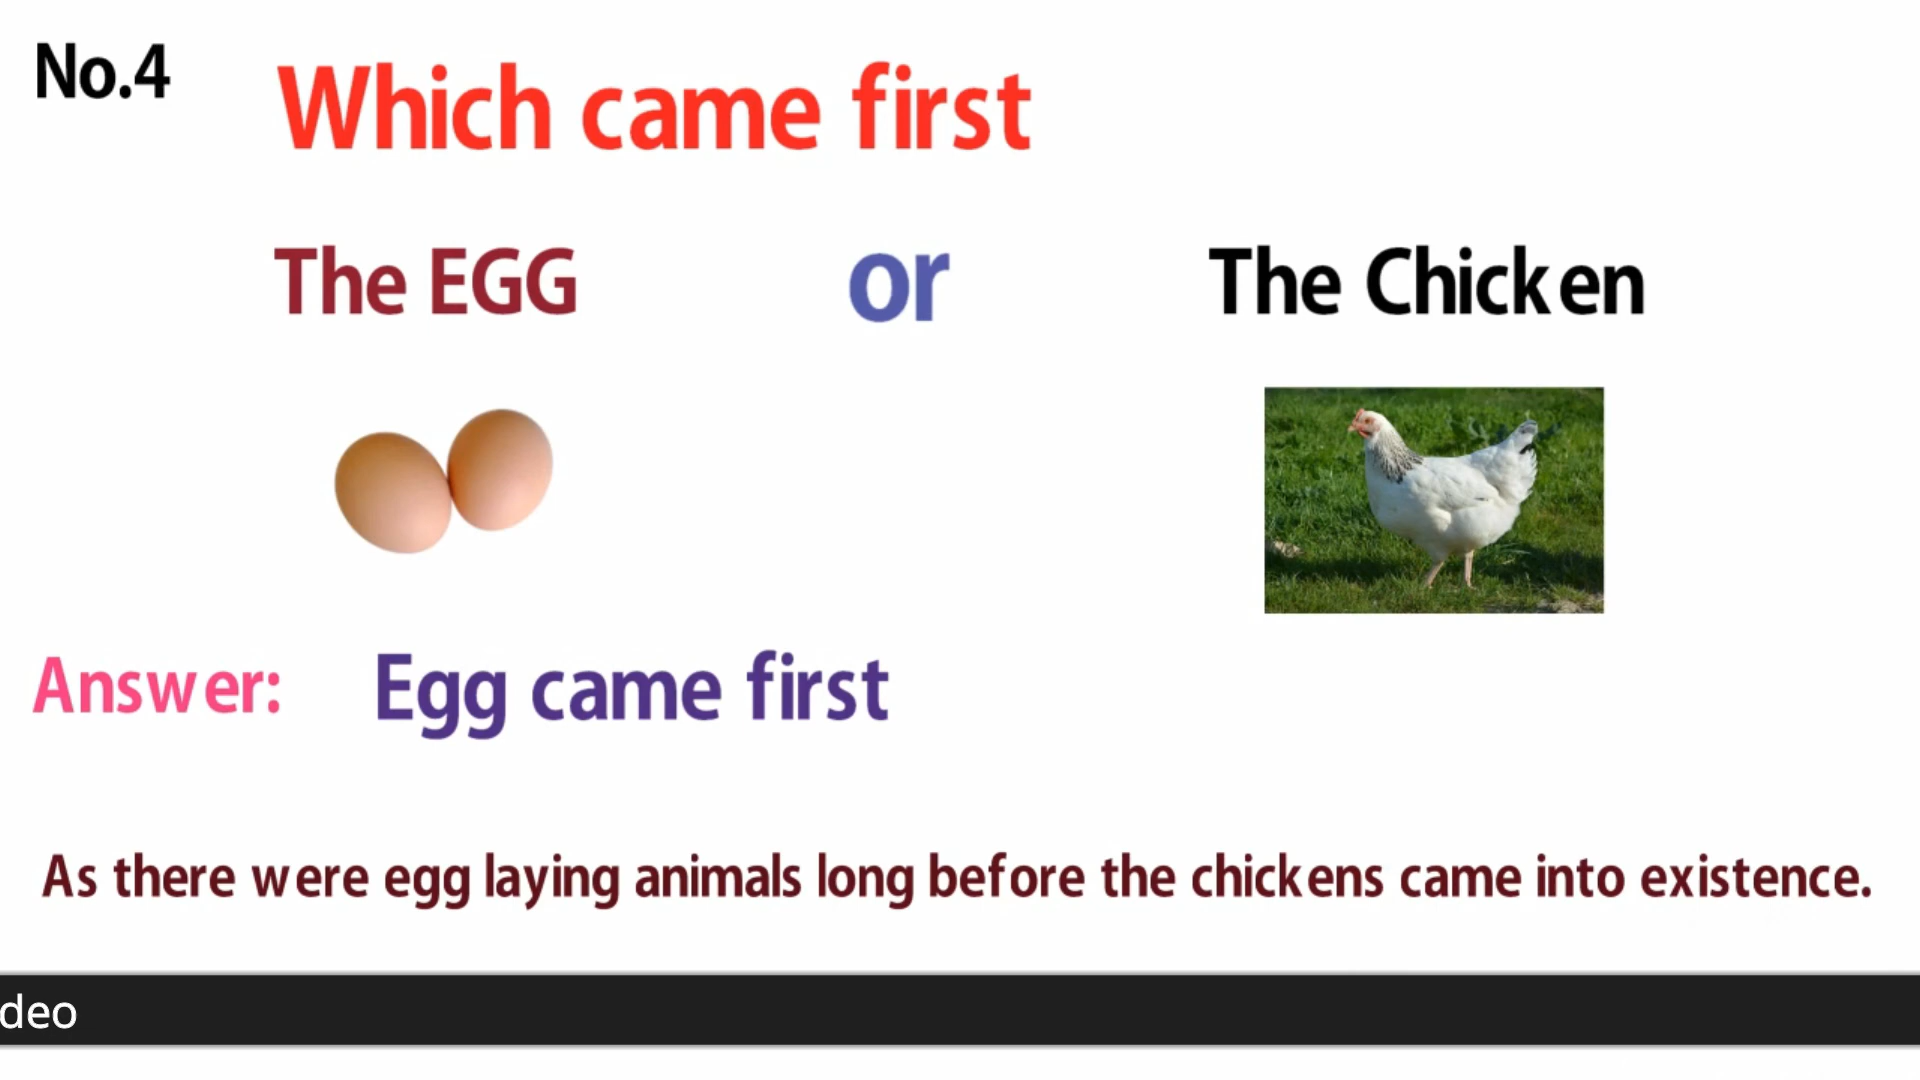 No.4
Which came first
The EGG or The Chicken
Answer: Egg came first
As there were egg laying animals long before the chickens came into existence.
deo